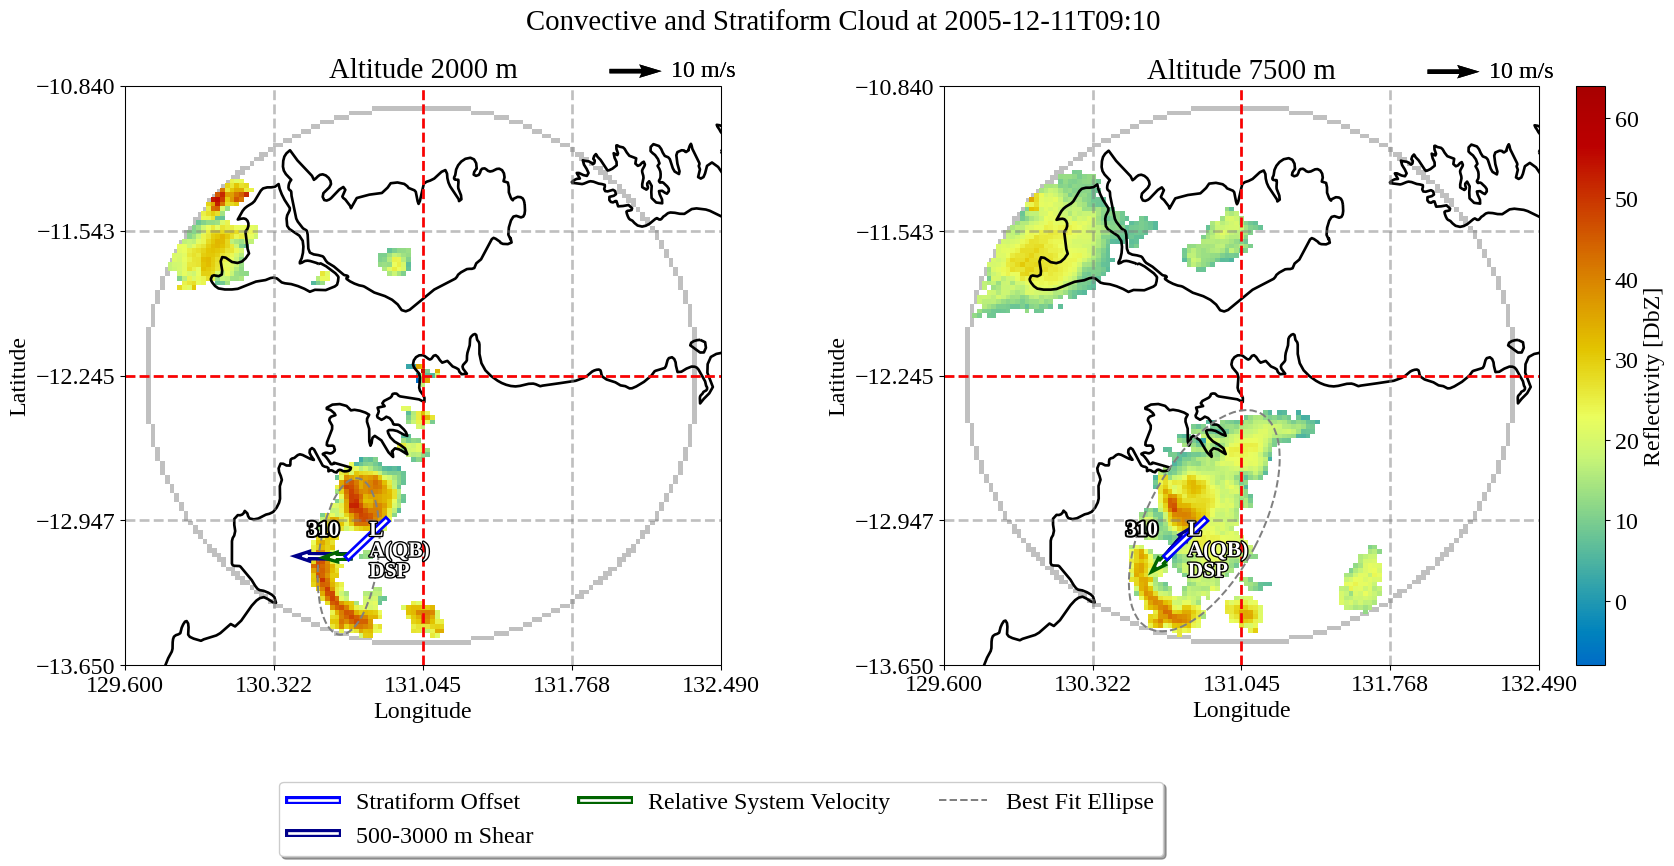 Convective and Stratiform Cloud at 2005-12-11T09:10
Altitude 2000 m
10 m/s
−10.840
−11.543
−12.245
−12.947
−13.650
Latitude
129.600
130.322
131.045
131.768
132.490
Longitude
310
L
A(QB)
DSP
Altitude 7500 m
10 m/s
−10.840
−11.543
−12.245
−12.947
−13.650
Latitude
129.600
130.322
131.045
131.768
132.490
Longitude
310
L
A(QB)
DSP
60
50
40
30
20
10
0
Reflectivity [DbZ]
Stratiform Offset
500-3000 m Shear
Relative System Velocity
Best Fit Ellipse